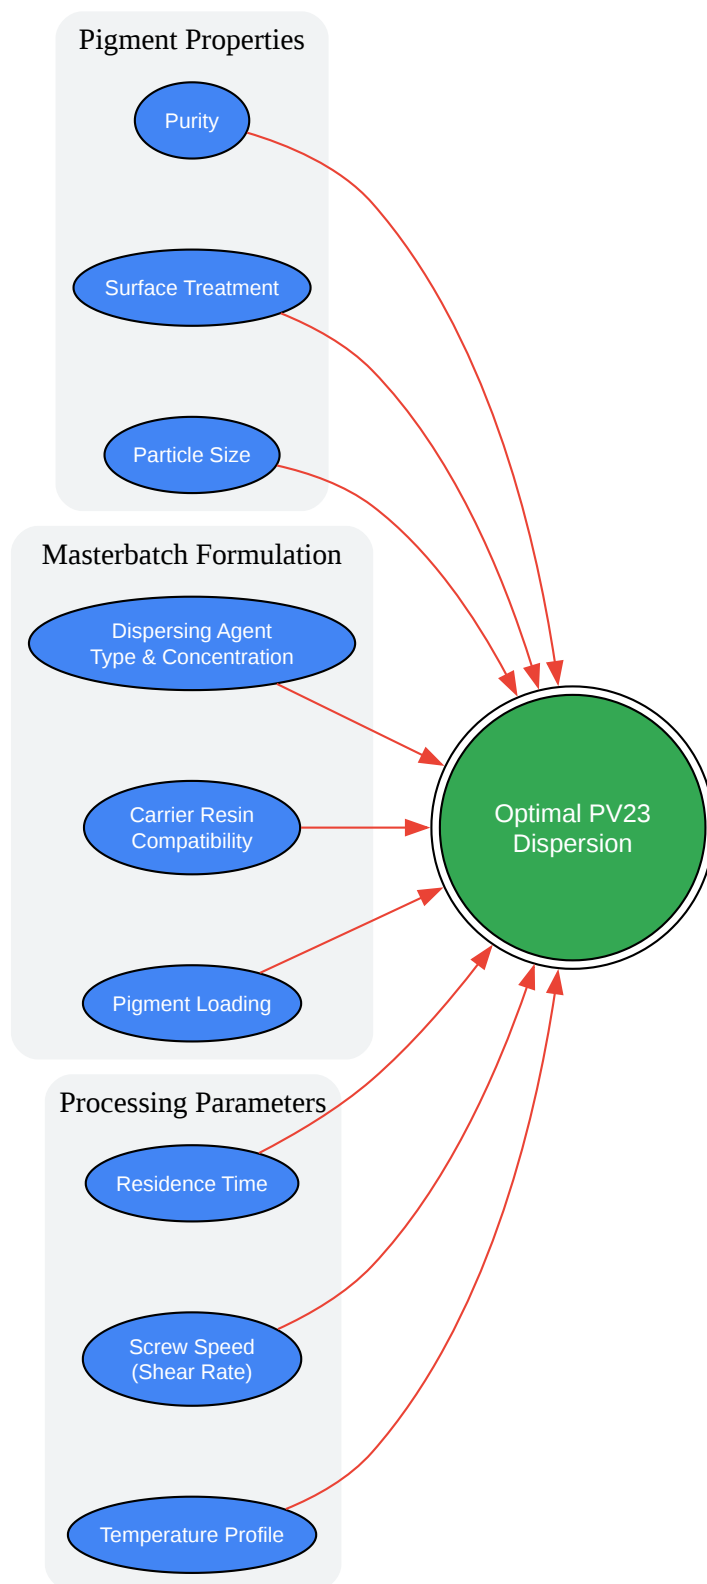 Pigment Properties
Purity
Surface Treatment
Particle Size
Masterbatch Formulation
Dispersing Agent
Type & Concentration
Carrier Resin
Compatibility
Pigment Loading
Optimal PV23
Dispersion
Processing Parameters
Residence Time
Screw Speed
(Shear Rate)
Temperature Profile